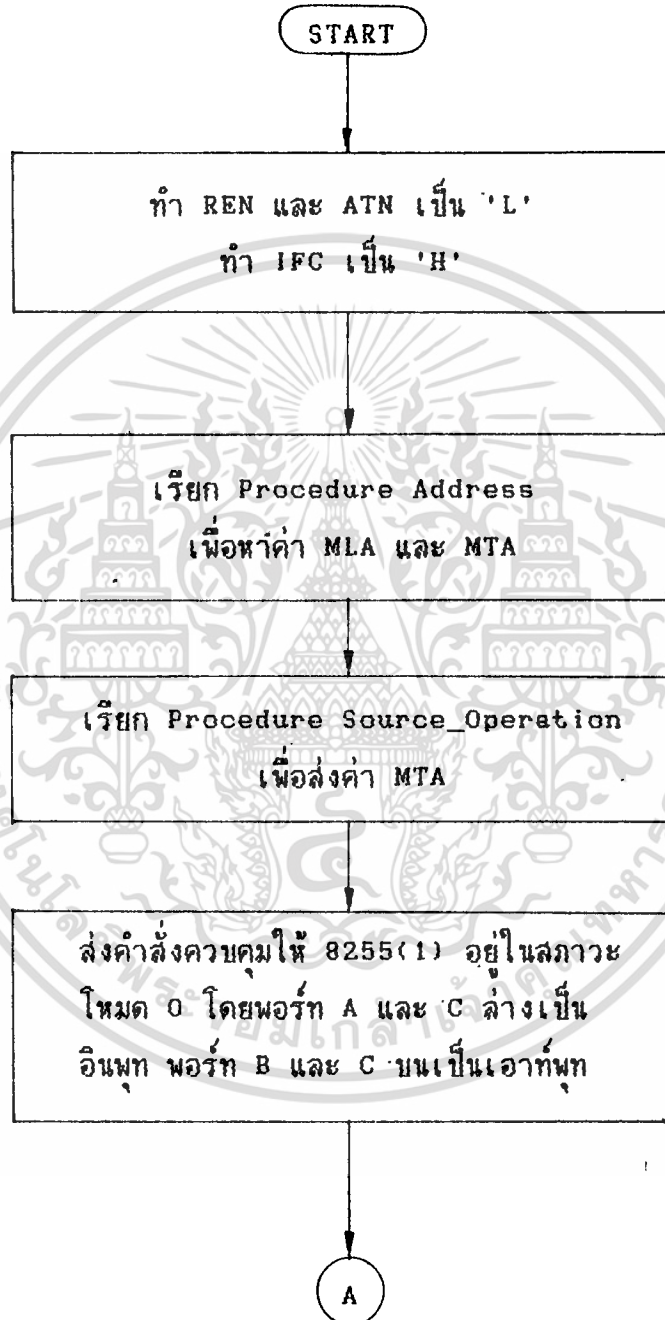 START
ทำ REN และ ATN เป็น 'L'
ทำ IFC เป็น 'H'
เรียก Procedure Address
เพื่อหาค่า MLA และ MTA
เรียก Procedure Source_Operation
เพื่อส่งค่า MTA
ส่งคำสั่งควบคุมให้ 8255(1) อยู่ในสภาวะ
โหมด 0 โดยพอร์ท A และ C ล่างเป็น
อินพุท พอร์ท B และ C บนเป็นเอาท์พุท
A